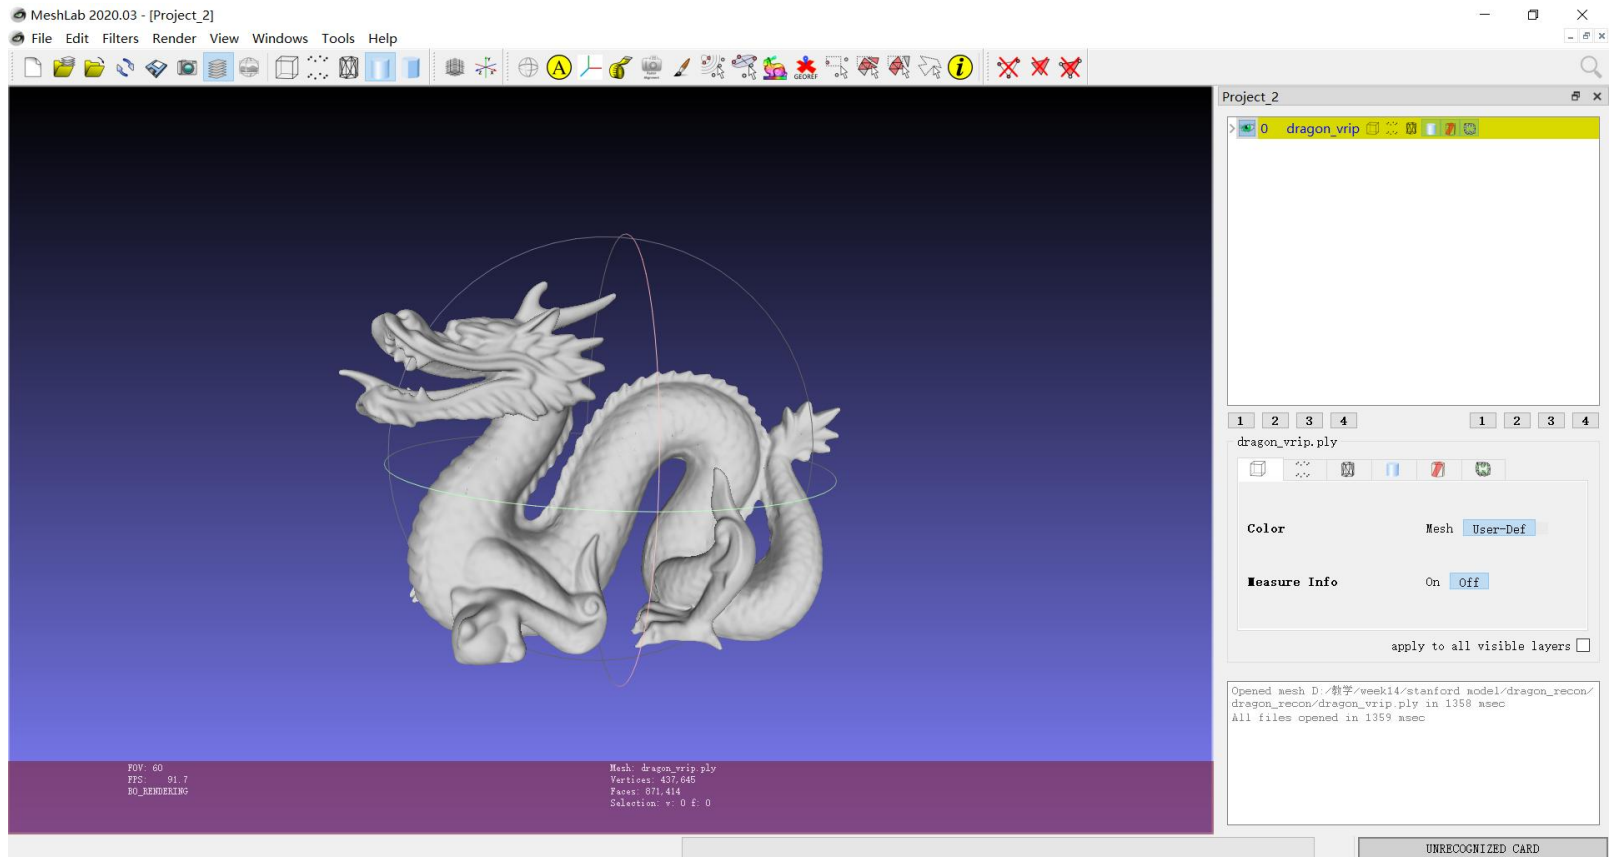 MeshLab 2020.03 - [Project_2]
File Edit Filters Render View Windows Tools Help
A
GEOREF
i
Project_2
0 dragon_vrip
1 2 3 4 1 2 3 4
dragon_vrip.ply
Color Mesh User-Def
Measure Info On Off
apply to all visible layers
Opened mesh D:/教学/week14/stanford model/dragon_recon/
dragon_recon/dragon_vrip.ply in 1358 msec
All files opened in 1359 msec
FOV: 60
FPS: 91.7
BO_RENDERING
Mesh: dragon_vrip.ply
Vertices: 437,645
Faces: 871,414
Selection: v: 0 f: 0
UNRECOGNIZED CARD